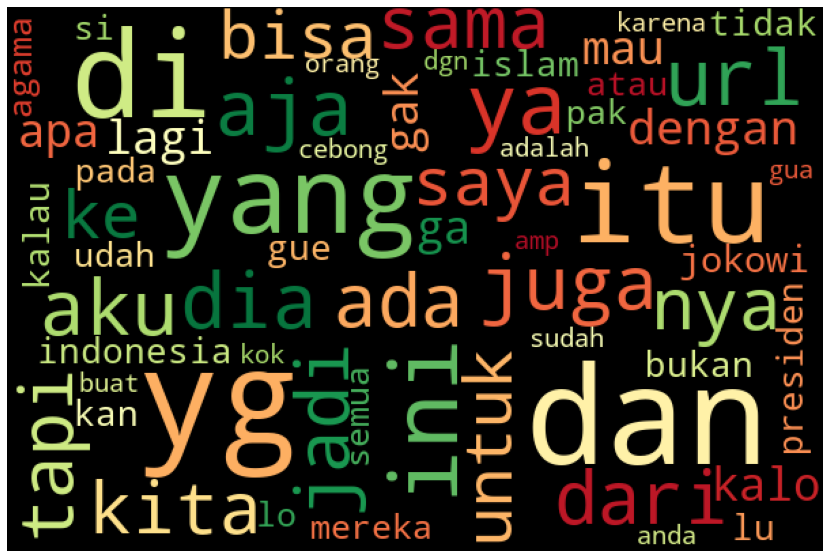 agama
si
di
bisa
sama
karena
tidak
orang
dgn
islam
mau
atau
url
apa
lagi
aja
gak
ya
pak
dengan
cebong
adalah
pada
yang
saya
itu
gua
kalau
ke
udah
gue
ga
amp
jokowi
aku
dia
ada
juga
nya
presiden
indonesia
kok
sudah
bukan
tapi
buat
kan
yg
jadi
semua
ini
untuk
dan
kita
lo
mereka
dari
kalo
anda
lu